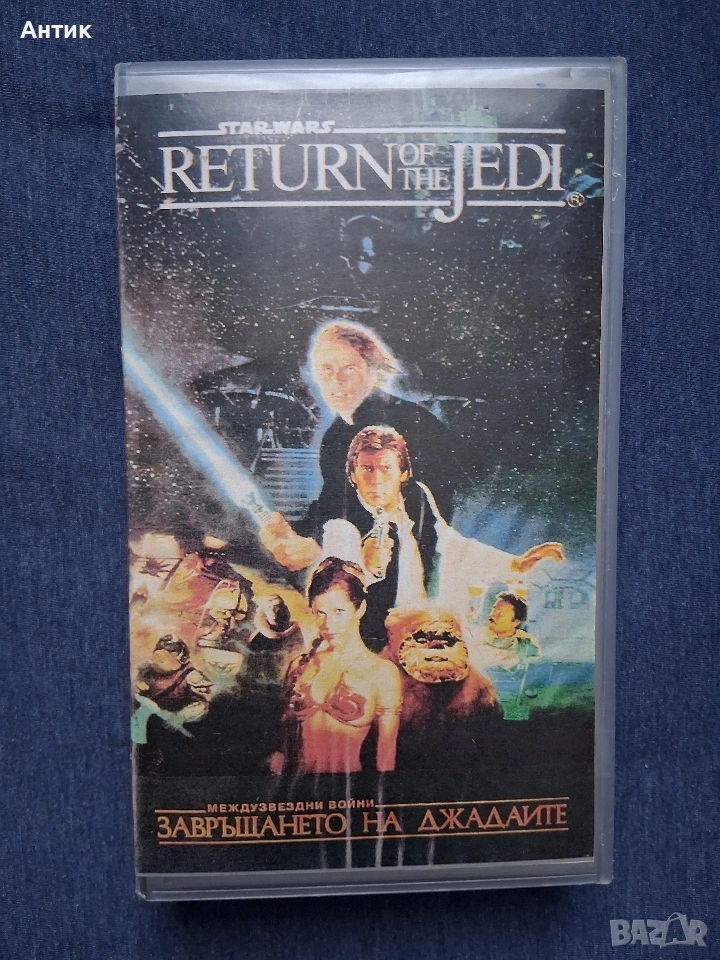 Антик
STAR WARS
RETURN OF THE JEDI ®
МЕЖДУЗВЕЗДНИ ВОЙНИ
ЗАВРЪЩАНЕТО НА ДЖАДАИТЕ
BAZAR